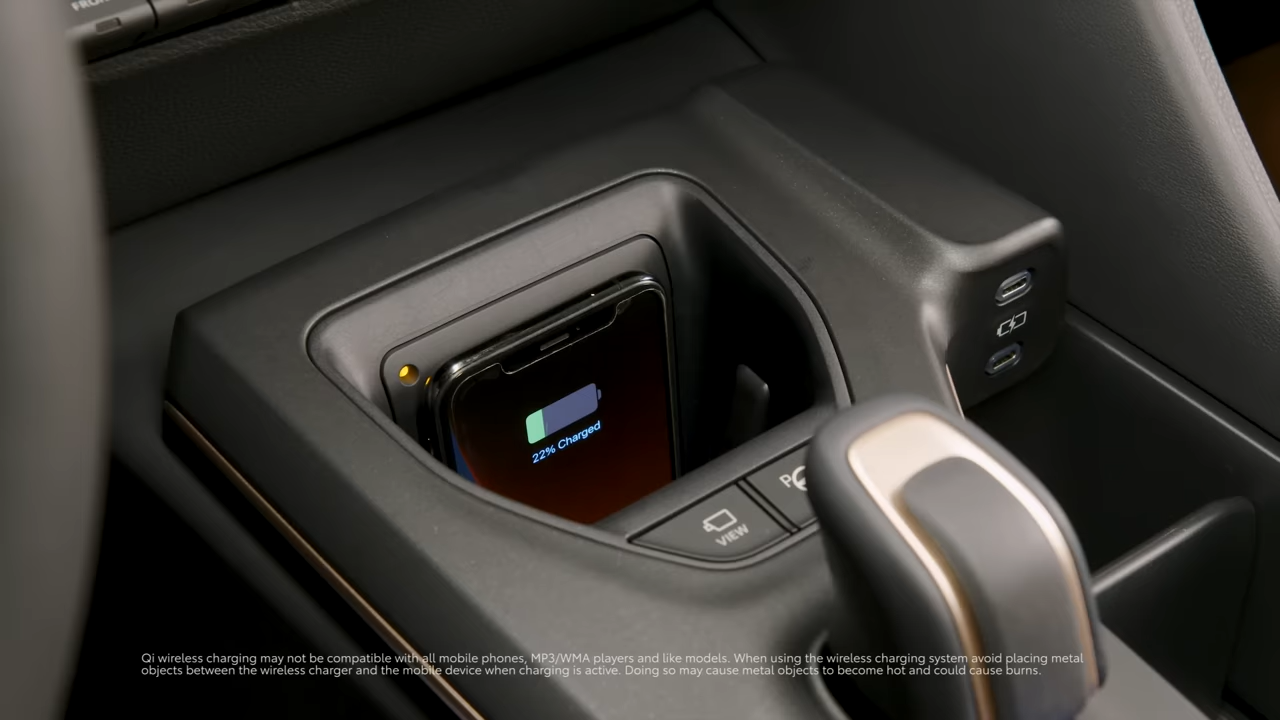 22% Charged
VIEW
Qi wireless charging may not be compatible with all mobile phones, MP3/WMA players and like models. When using the wireless charging system avoid placing metal
objects between the wireless charger and the mobile device when charging is active. Doing so may cause metal objects to become hot and could cause burns.